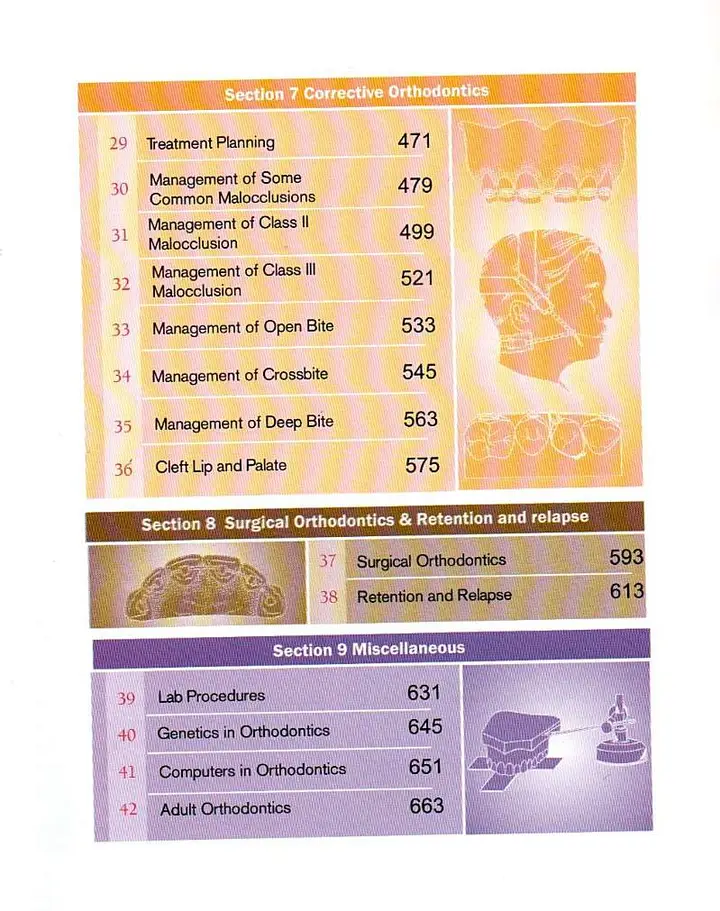 Section 7 Corrective Orthodontics
29 Treatment Planning 471
30 Management of Some
Common Malocclusions 479
31 Management of Class II
Malocclusion 499
32 Management of Class III
Malocclusion 521
33 Management of Open Bite 533
34 Management of Crossbite 545
35 Management of Deep Bite 563
36 Cleft Lip and Palate 575
Section 8 Surgical Orthodontics & Retention and relapse
37 Surgical Orthodontics 593
38 Retention and Relapse 613
Section 9 Miscellaneous
39 Lab Procedures 631
40 Genetics in Orthodontics 645
41 Computers in Orthodontics 651
42 Adult Orthodontics 663